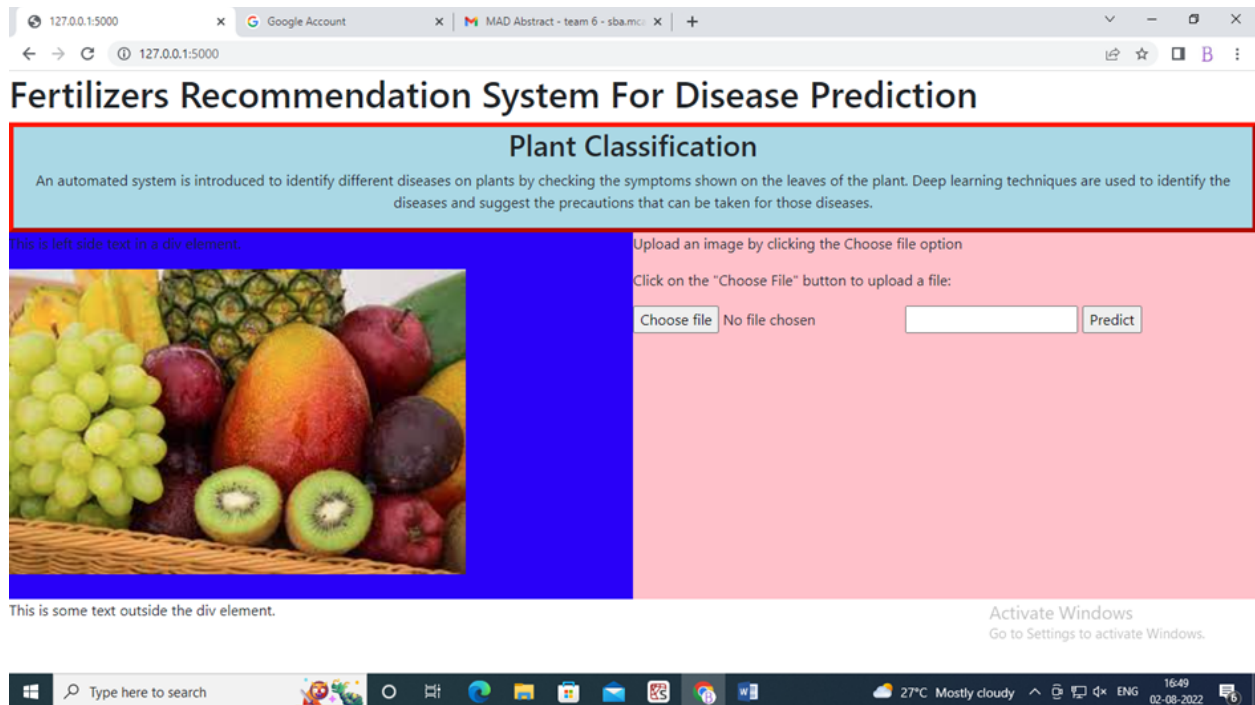 127.0.0.1:5000
Google Account
MAD Abstract - team 6 - sba.mca
127.0.0.1:5000
B
Fertilizers Recommendation System For Disease Prediction
Plant Classification
An automated system is introduced to identify different diseases on plants by checking the symptoms shown on the leaves of the plant. Deep learning techniques are used to identify the
diseases and suggest the precautions that can be taken for those diseases.
This is left side text in a div element.
Upload an image by clicking the Choose file option
Click on the "Choose File" button to upload a file:
Choose file No file chosen Predict
This is some text outside the div element.
Activate Windows
Go to Settings to activate Windows.
Type here to search
27°C Mostly cloudy ENG
16:49
02-08-2022
6